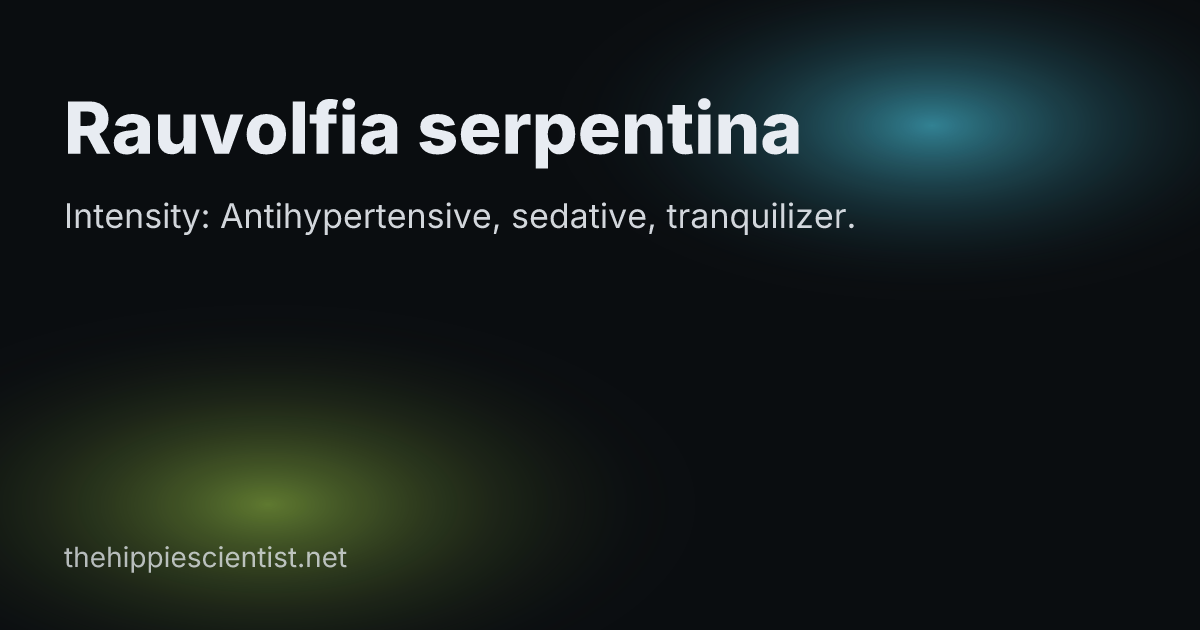 Rauvolfia serpentina
Intensity: Antihypertensive, sedative, tranquilizer.
thehippiescientist.net